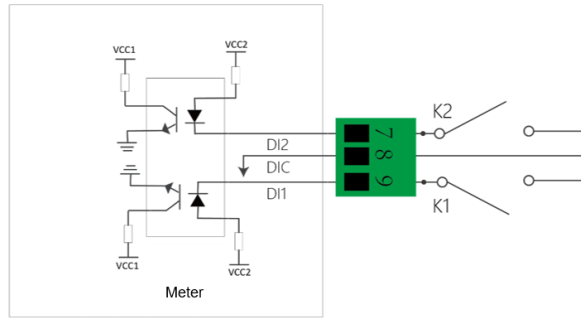 VCC1
VCC2
K2
7
DI2
8
DIC
9
DI1
K1
VCC1
VCC2
Meter